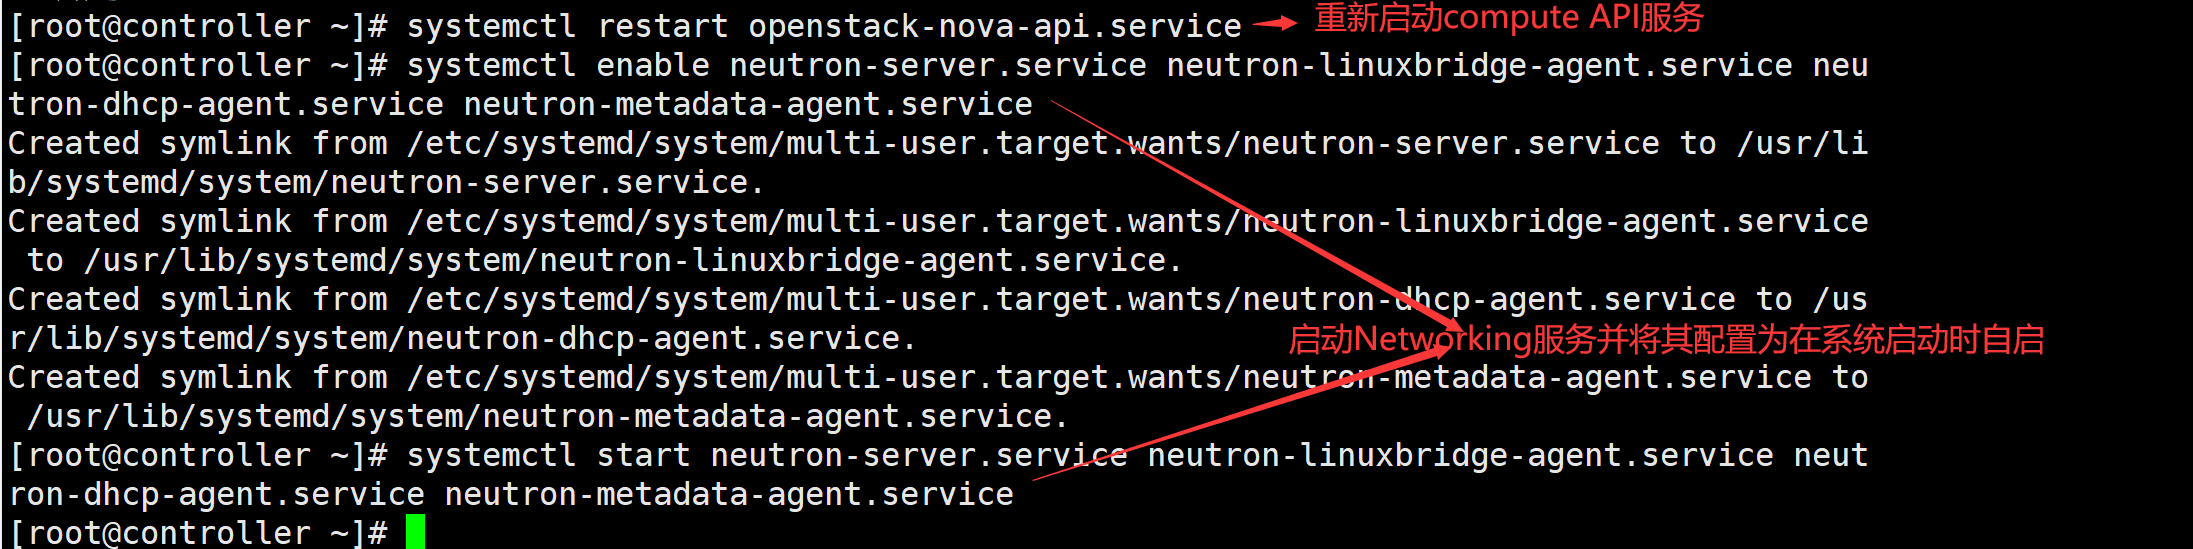 [root@controller ~]# systemctl restart openstack-nova-api.service 重新启动compute API服务
[root@controller ~]# systemctl enable neutron-server.service neutron-linuxbridge-agent.service neu
tron-dhcp-agent.service neutron-metadata-agent.service
Created symlink from /etc/systemd/system/multi-user.target.wants/neutron-server.service to /usr/li
b/systemd/system/neutron-server.service.
Created symlink from /etc/systemd/system/multi-user.target.wants/neutron-linuxbridge-agent.service
 to /usr/lib/systemd/system/neutron-linuxbridge-agent.service.
Created symlink from /etc/systemd/system/multi-user.target.wants/neutron-dhcp-agent.service to /us
r/lib/systemd/system/neutron-dhcp-agent.service. 启动Networking服务并将其配置为在系统启动时自启
Created symlink from /etc/systemd/system/multi-user.target.wants/neutron-metadata-agent.service to
 /usr/lib/systemd/system/neutron-metadata-agent.service.
[root@controller ~]# systemctl start neutron-server.service neutron-linuxbridge-agent.service neut
ron-dhcp-agent.service neutron-metadata-agent.service
[root@controller ~]#